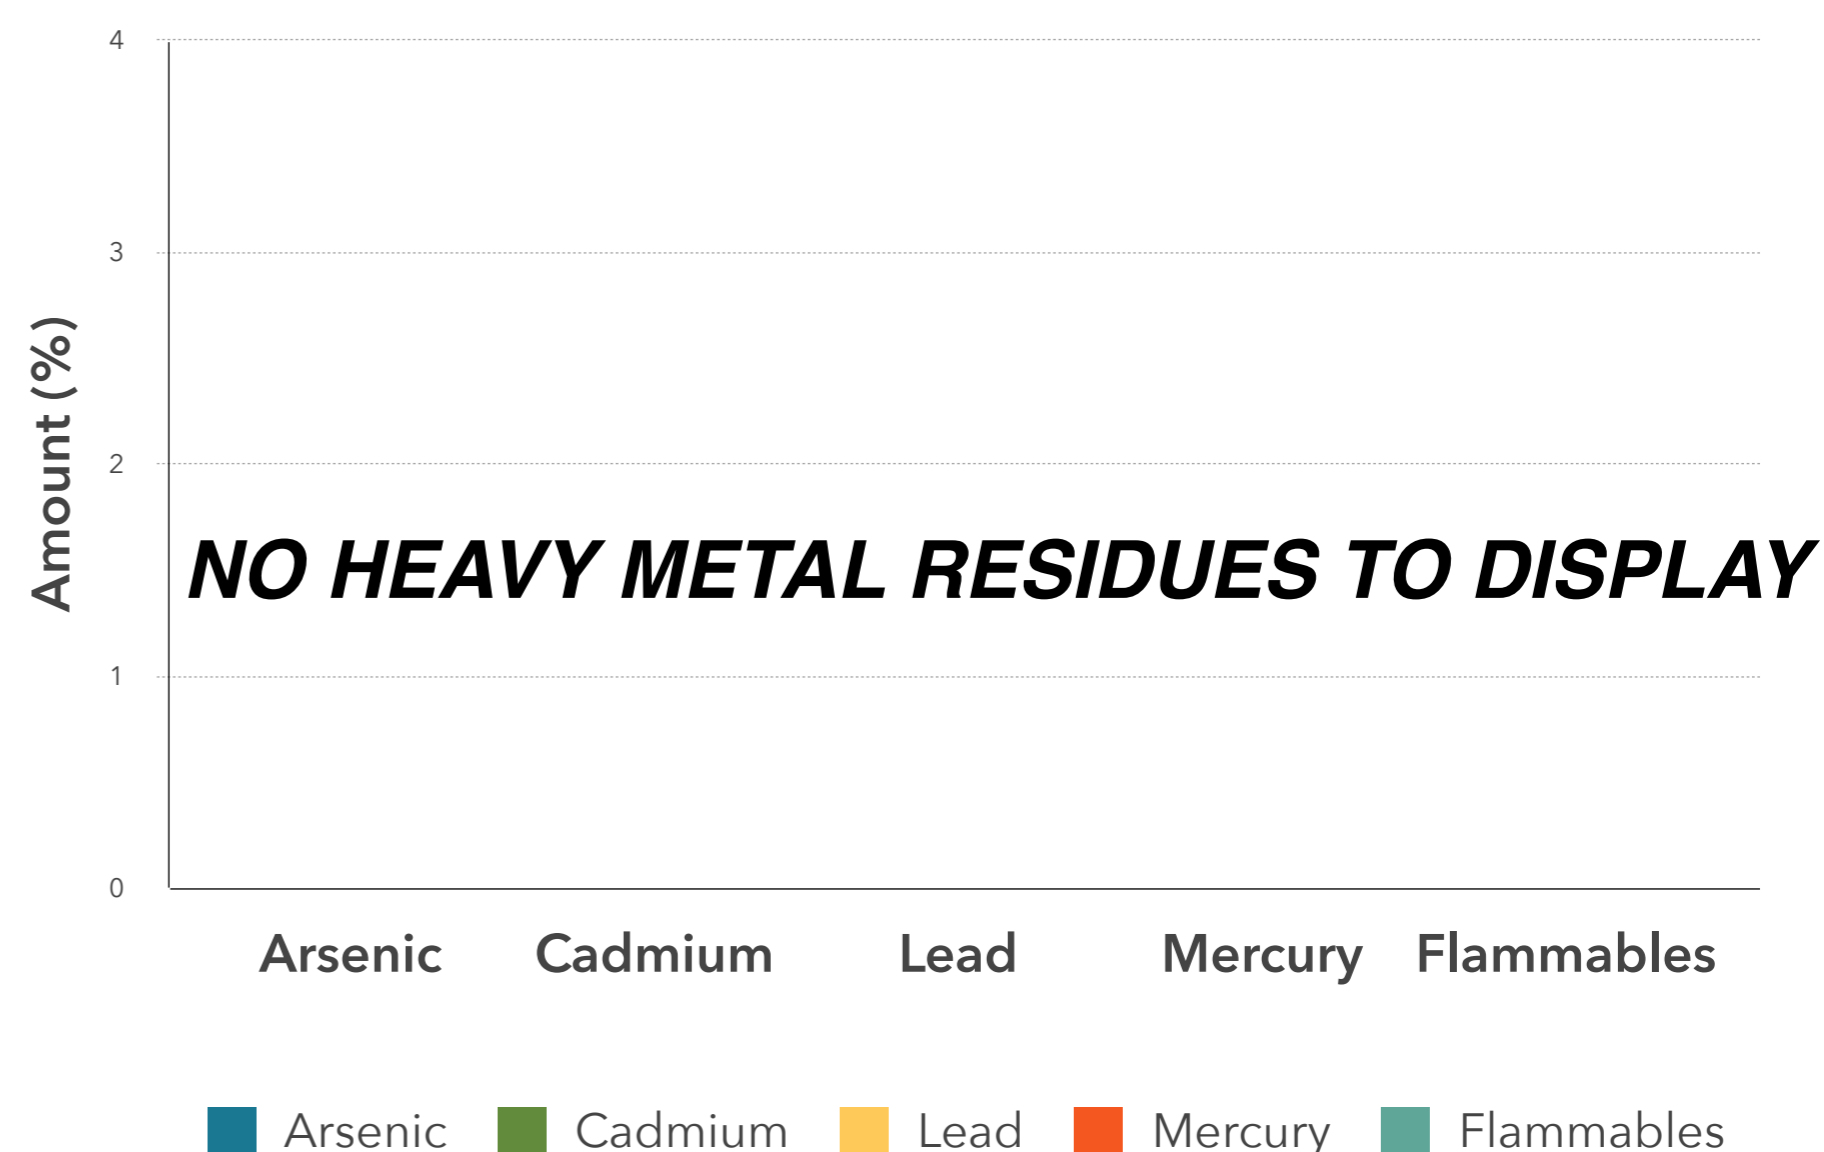 4
3
2
1
0
Amount (%)
NO HEAVY METAL RESIDUES TO DISPLAY
Arsenic Cadmium Lead Mercury Flammables
Arsenic Cadmium Lead Mercury Flammables